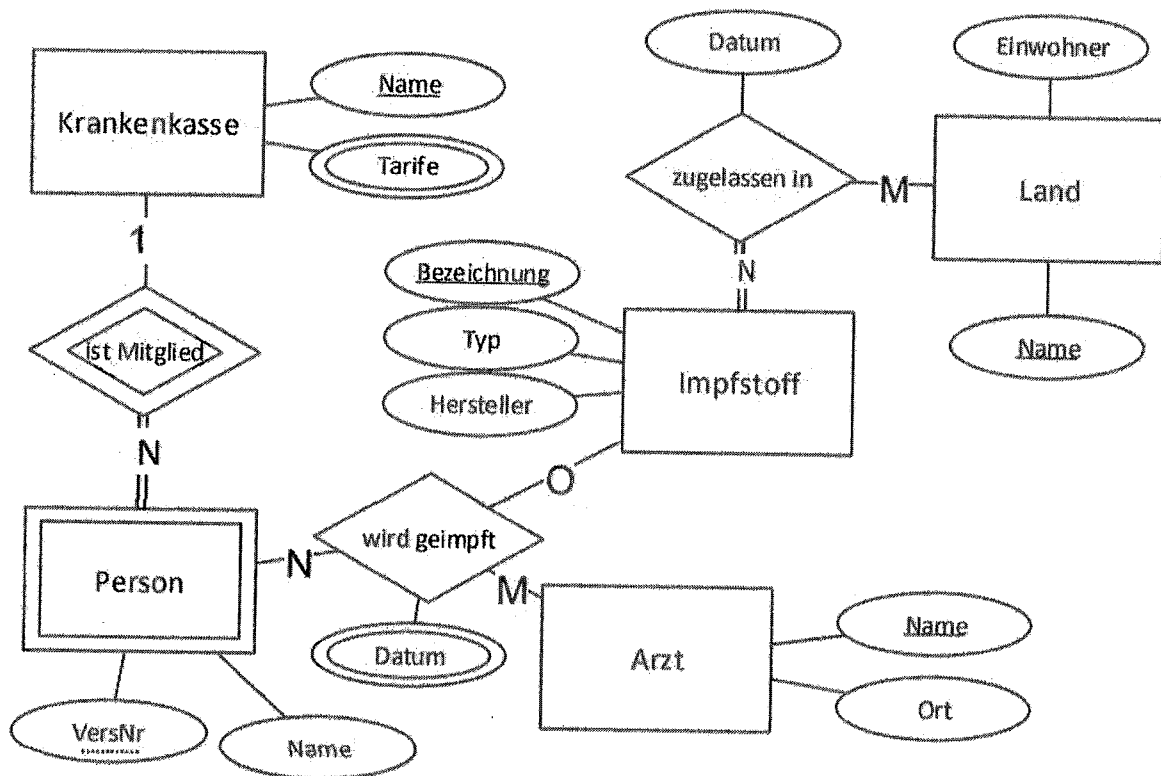 Krankenkasse
Name
Tarife
1
ist Mitglied
N
Person
VersNr
Name
N
wird geimpft
Datum
O
M
Arzt
Name
Ort
Bezeichnung
Typ
Hersteller
Impfstoff
N
zugelassen in
Datum
M
Land
Einwohner
Name